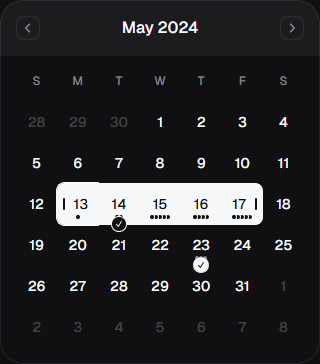 May 2024
S M T W T F S
28 29 30 1 2 3 4
5 6 7 8 9 10 11
12 13 14 15 16 17 18
19 20 21 22 23 24 25
26 27 28 29 30 31 1
2 3 4 5 6 7 8